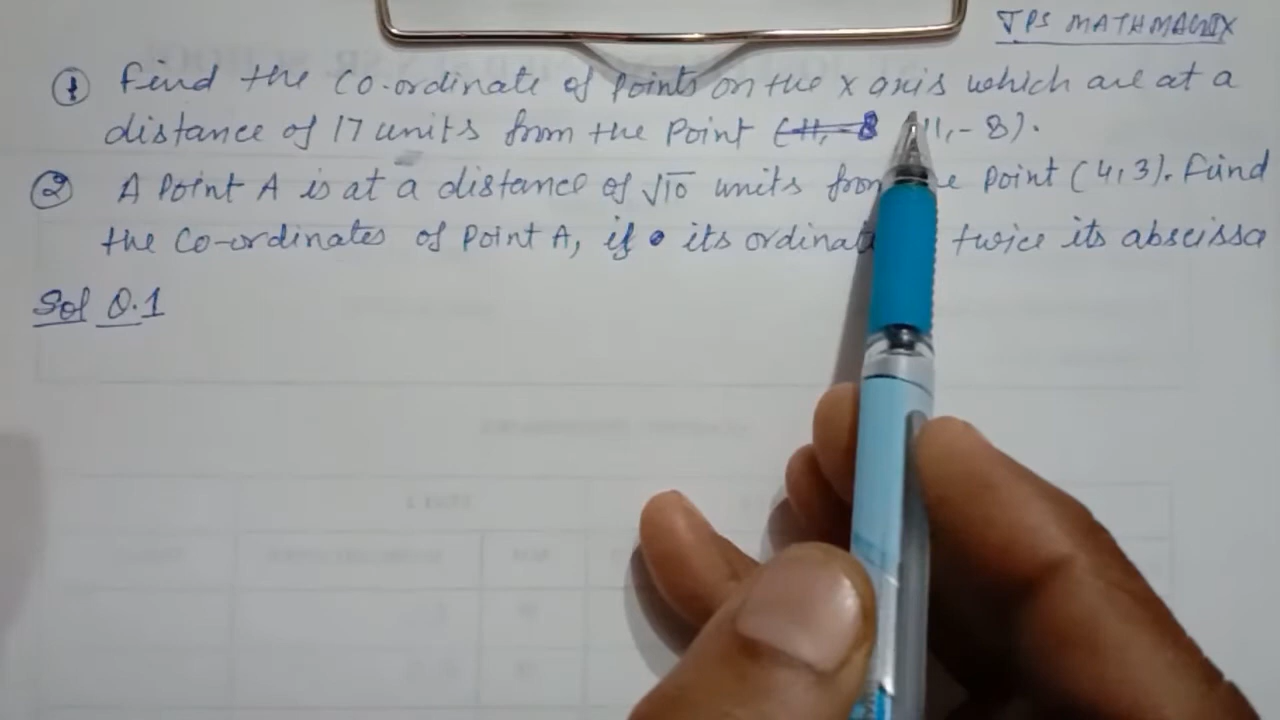 JPS MATHMAGIX
① Find the Co-ordinate of Points on the x axis which are at a
distance of 17 units from the Point (11, -8 11, - 8).
② A Point A is at a distance of √10 units from Point (4,3). Find
the Co-ordinates of Point A, if its ordinate twice its abscissa
Sol Q.1